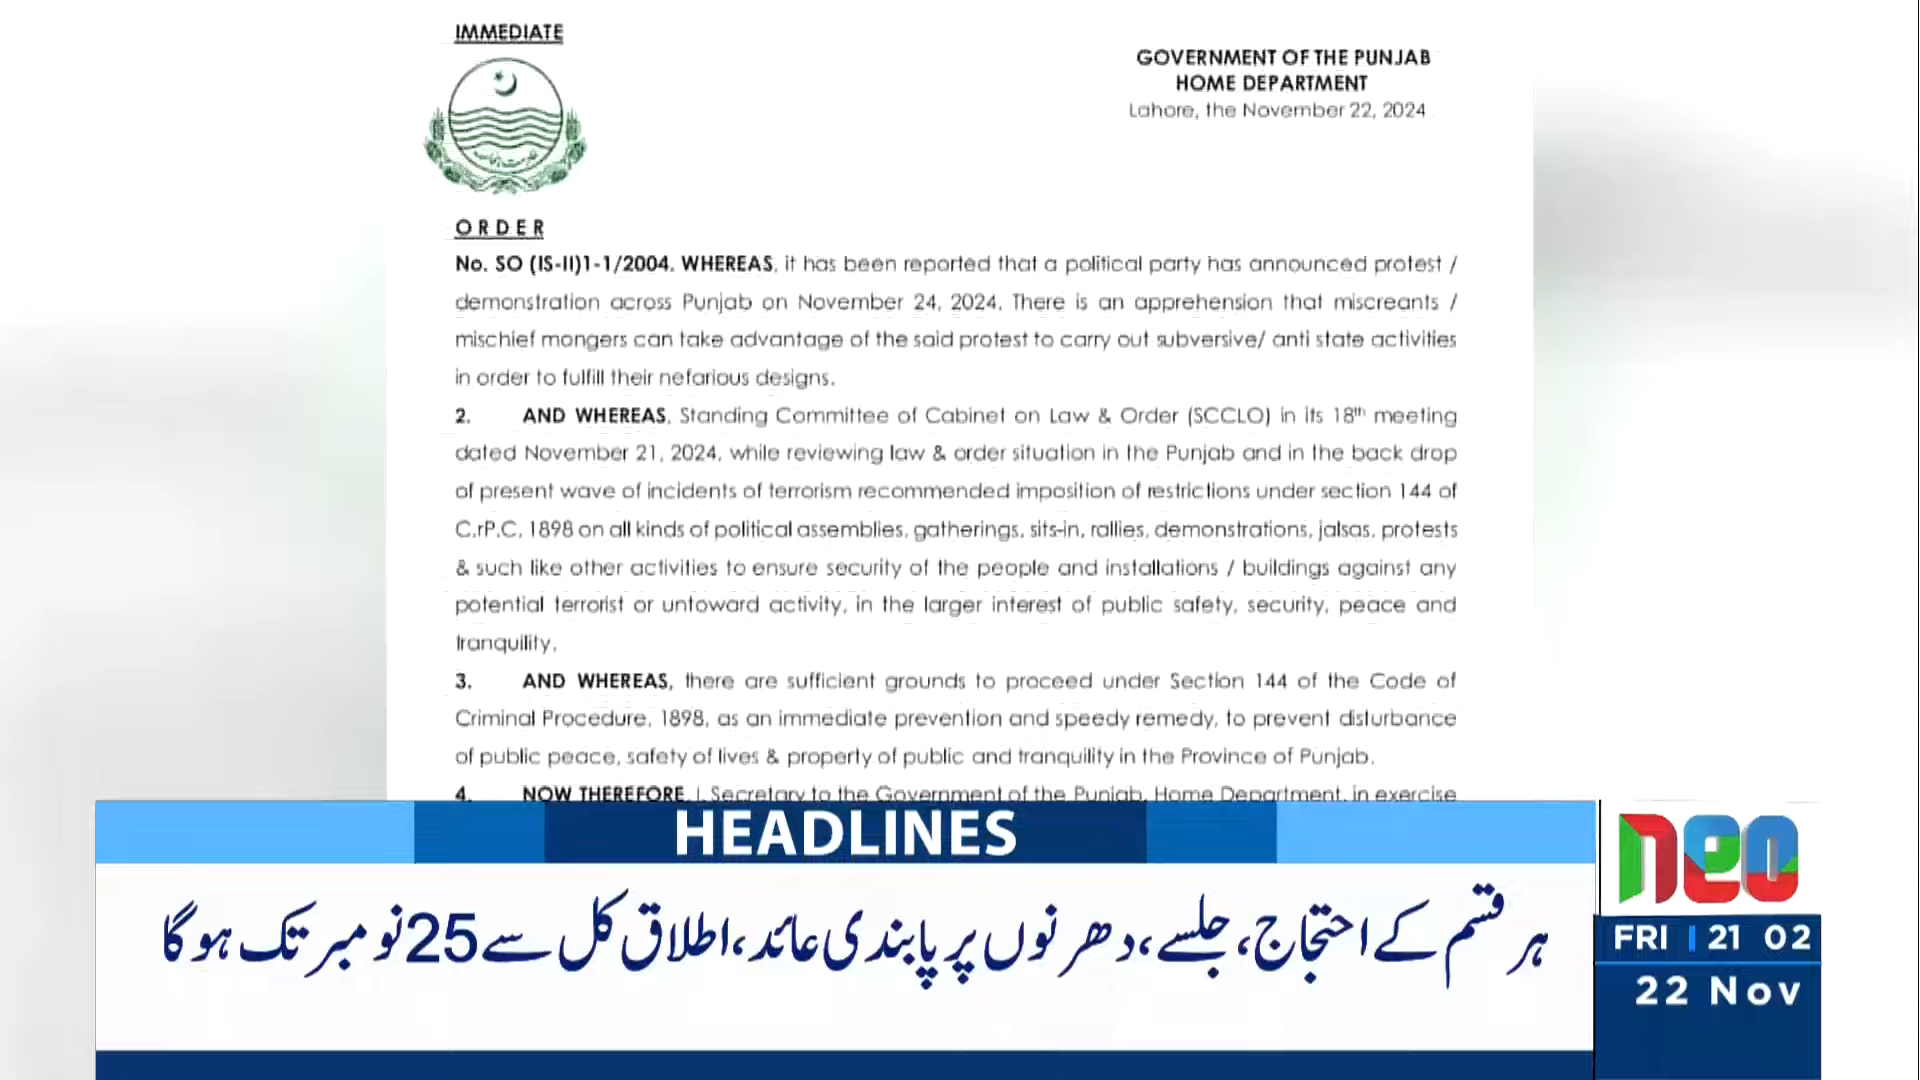 IMMEDIATE
GOVERNMENT OF THE PUNJAB
HOME DEPARTMENT
Lahore, the November 22, 2024
حکومت پنجاب
ORDER
No. SO (IS-II)1-1/2004. WHEREAS, it has been reported that a political party has announced protest /
demonstration across Punjab on November 24, 2024. There is an apprehension that miscreants /
mischief mongers can take advantage of the said protest to carry out subversive/ anti state activities
in order to fulfill their nefarious designs.
2. AND WHEREAS, Standing Committee of Cabinet on Law & Order (SCCLO) in its 18th meeting
dated November 21, 2024, while reviewing law & order situation in the Punjab and in the back drop
of present wave of incidents of terrorism recommended imposition of restrictions under section 144 of
C.rP.C, 1898 on all kinds of political assemblies, gatherings, sits-in, rallies, demonstrations, jalsas, protests
& such like other activities to ensure security of the people and installations / buildings against any
potential terrorist or untoward activity, in the larger interest of public safety, security, peace and
tranquility.
3. AND WHEREAS, there are sufficient grounds to proceed under Section 144 of the Code of
Criminal Procedure, 1898, as an immediate prevention and speedy remedy, to prevent disturbance
of public peace, safety of lives & property of public and tranquility in the Province of Punjab.
4. NOW THEREFORE, I, Secretary to the Government of the Punjab, Home Department, in exercise
HEADLINES
ہر قسم کے احتجاج، جلسے، دھرنوں پر پابندی عائد، اطلاق کل سے 25 نومبر تک ہوگا
neo
FRI 21 02
22 Nov